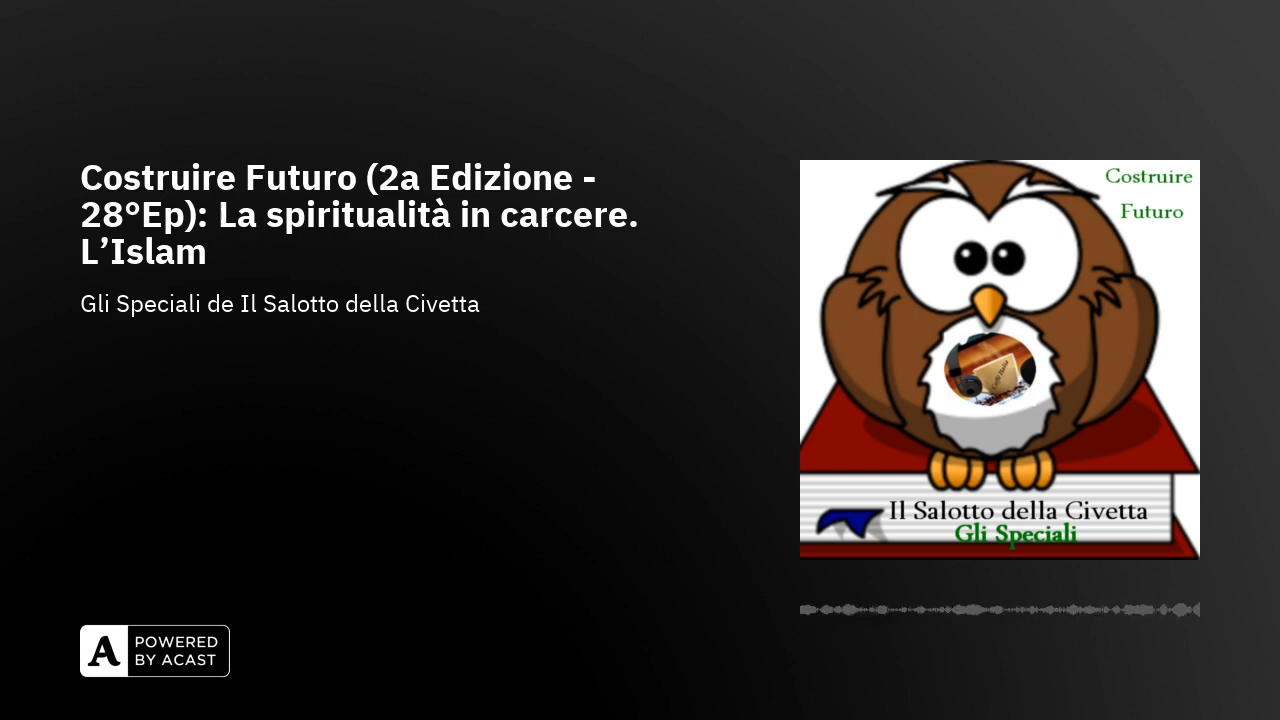 Costruire Futuro (2a Edizione -
28°Ep): La spiritualità in carcere.
L’Islam
Gli Speciali de Il Salotto della Civetta
Costruire
Futuro
Il Salotto della Civetta
Gli Speciali
A
POWERED
BY ACAST